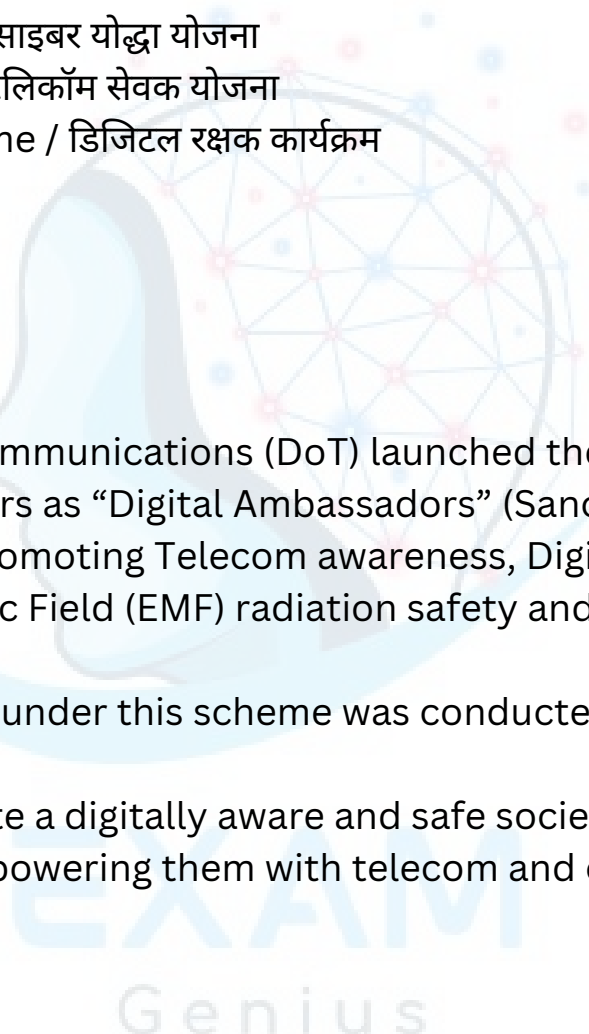 साइबर योद्धा योजना
लिकॉम सेवक योजना
ne / डिजिटल रक्षक कार्यक्रम
mmunications (DoT) launched the
rs as “Digital Ambassadors” (Sanc
omoting Telecom awareness, Digi
c Field (EMF) radiation safety and
under this scheme was conducte
te a digitally aware and safe socie
powering them with telecom and
EXAM
Genius